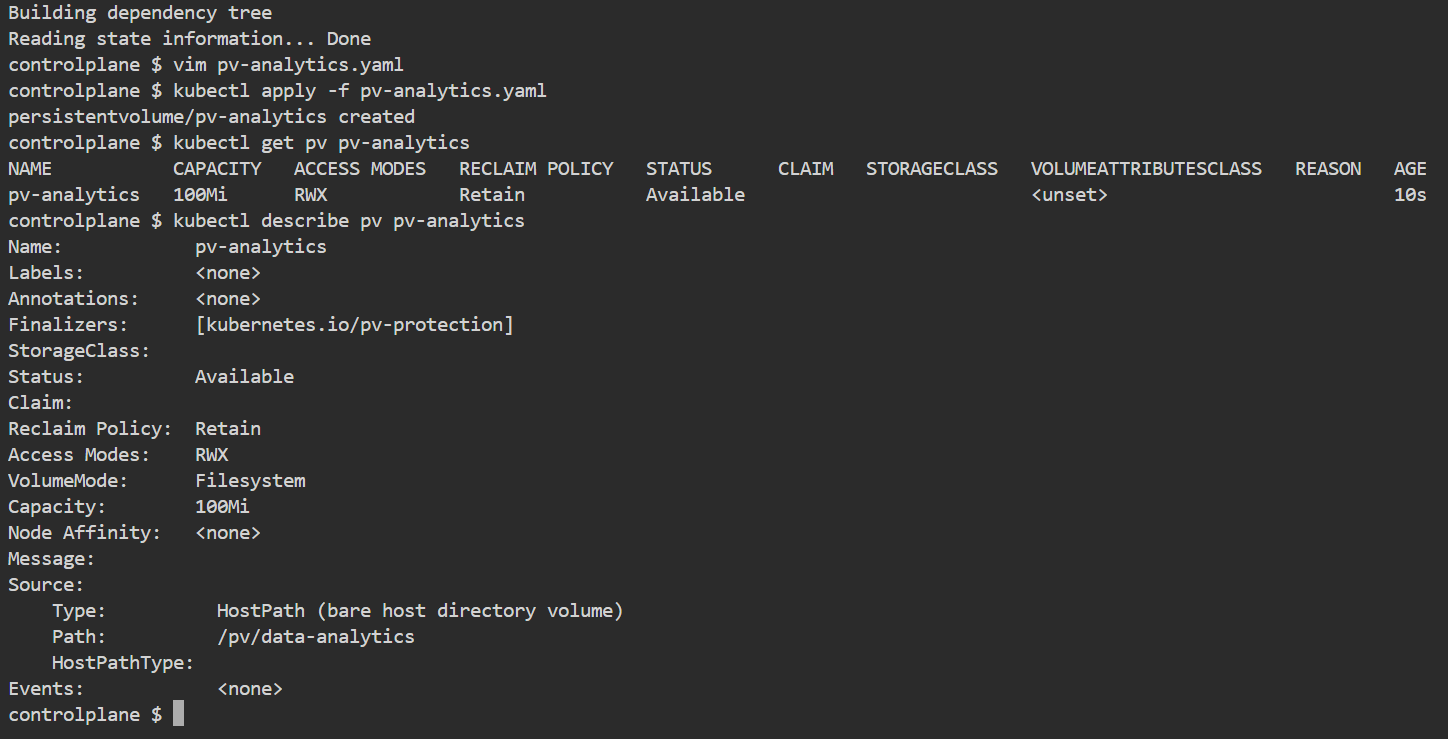 Building dependency tree
Reading state information... Done
controlplane $ vim pv-analytics.yaml
controlplane $ kubectl apply -f pv-analytics.yaml
persistentvolume/pv-analytics created
controlplane $ kubectl get pv pv-analytics
NAME           CAPACITY   ACCESS MODES   RECLAIM POLICY   STATUS      CLAIM   STORAGECLASS   VOLUMEATTRIBUTESCLASS   REASON   AGE
pv-analytics   100Mi      RWX            Retain           Available                          <unset>                          10s
controlplane $ kubectl describe pv pv-analytics
Name:            pv-analytics
Labels:          <none>
Annotations:     <none>
Finalizers:      [kubernetes.io/pv-protection]
StorageClass:
Status:          Available
Claim:
Reclaim Policy:  Retain
Access Modes:    RWX
VolumeMode:      Filesystem
Capacity:        100Mi
Node Affinity:   <none>
Message:
Source:
    Type:          HostPath (bare host directory volume)
    Path:          /pv/data-analytics
    HostPathType:
Events:            <none>
controlplane $